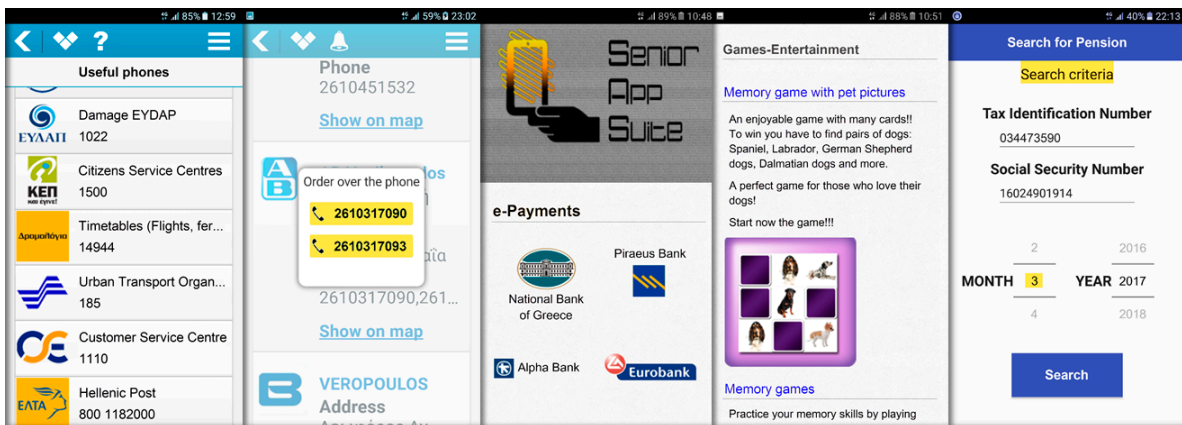 85% 12:59
?
Useful phones
Damage EYDAP
1022
ΕΥΔΑΠ
Citizens Service Centres
1500
ΚΕΠ
και έγινε!
Timetables (Flights, fer...
14944
Δρομολόγια
Urban Transport Organ...
185
Customer Service Centre
1110
Hellenic Post
800 1182000
ΕΛΤΑ
59% 23:02
Phone
2610451532
Show on map
AB
Order over the phone
2610317090
2610317093
2610317090,261...
Show on map
VEROPOULOS
Address
89% 10:48
Senior
App
Suite
e-Payments
National Bank
of Greece
Piraeus Bank
Alpha Bank
Eurobank
88% 10:51
Games-Entertainment
Memory game with pet pictures
An enjoyable game with many cards!!
To win you have to find pairs of dogs:
Spaniel, Labrador, German Shepherd
dogs, Dalmatian dogs and more.
A perfect game for those who love their
dogs!
Start now the game!!!
Memory games
Practice your memory skills by playing
40% 22:13
Search for Pension
Search criteria
Tax Identification Number
034473590
Social Security Number
16024901914
2 2016
MONTH 3 YEAR 2017
4 2018
Search